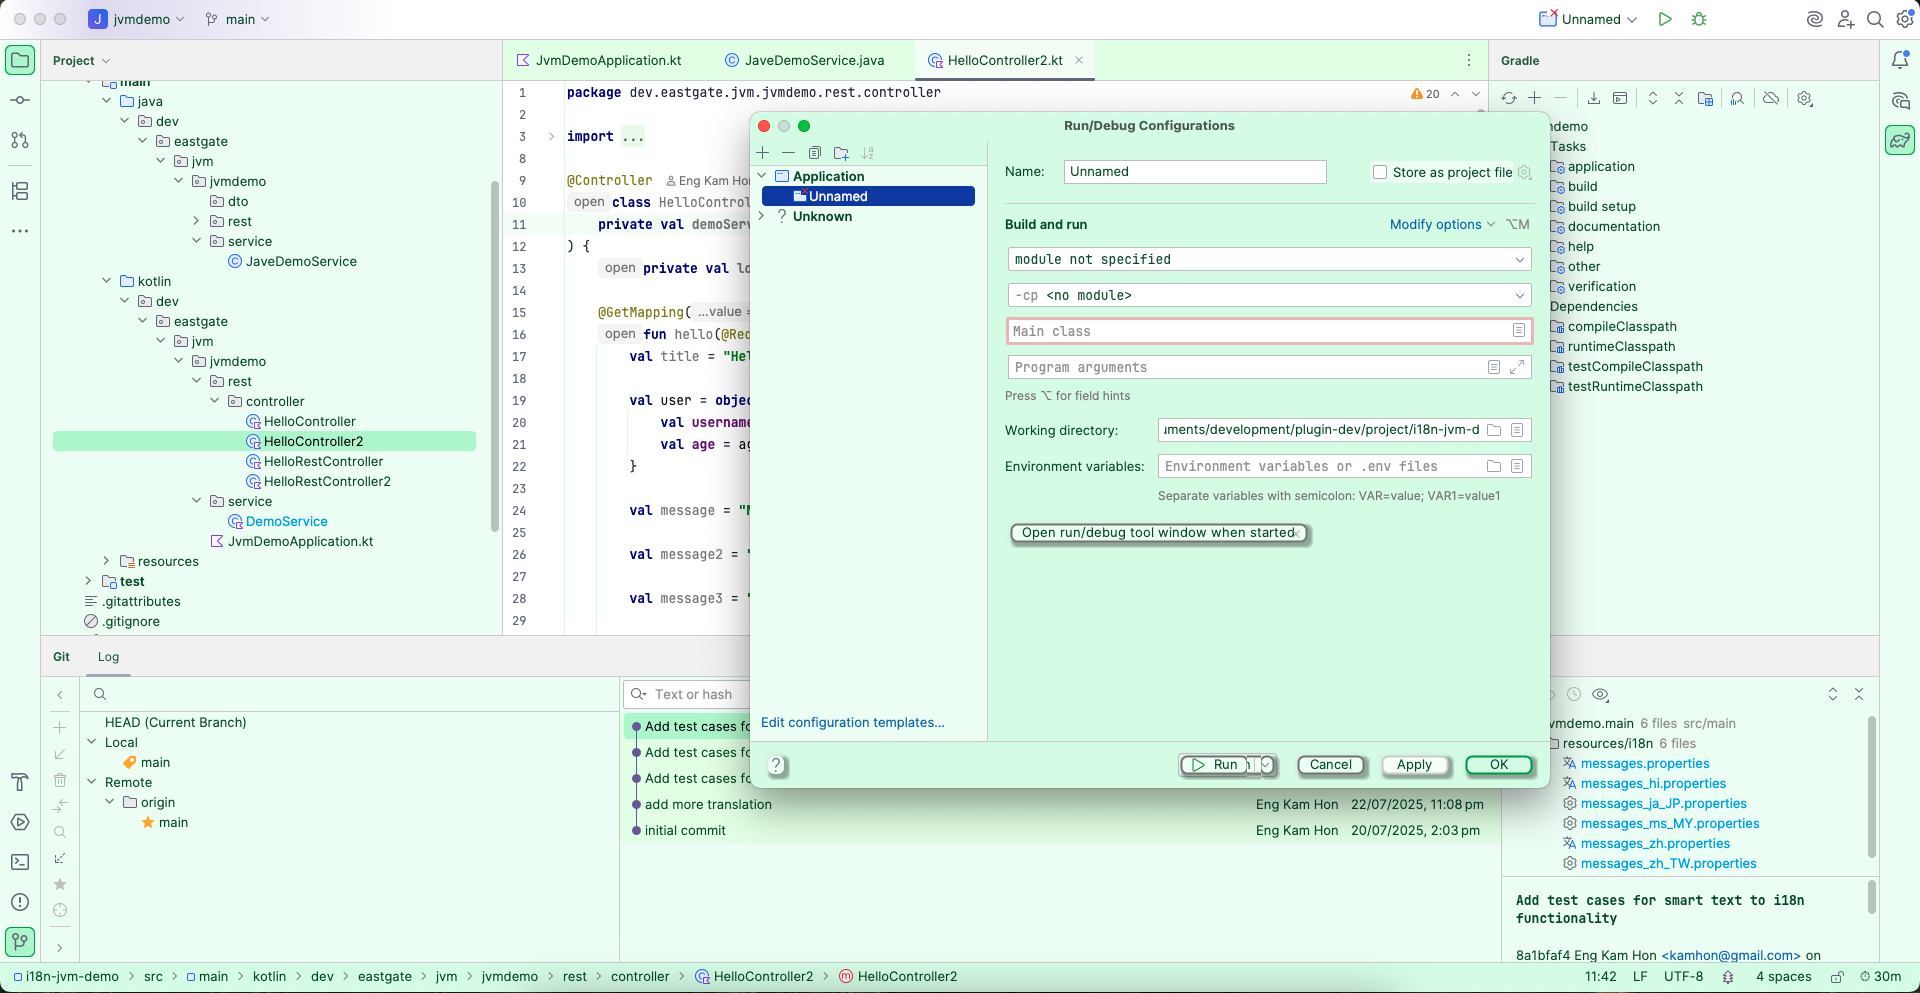 J jvmdemo main Unnamed
Project
main
java
dev
eastgate
jvm
jvmdemo
dto
rest
service
JaveDemoService
kotlin
dev
eastgate
jvm
jvmdemo
rest
controller
HelloController
HelloController2
HelloRestController
HelloRestController2
service
DemoService
JvmDemoApplication.kt
resources
test
.gitattributes
.gitignore
JvmDemoApplication.kt JaveDemoService.java HelloController2.kt
20
1 package dev.eastgate.jvm.jvmdemo.rest.controller
2
3 import ...
8
9 @Controller Eng Kam Hon
10 open class HelloControl
11 private val demoServ
12 ) {
13 open private val lo
14
15 @GetMapping( ...value =
16 open fun hello(@Req
17 val title = "Hel
18
19 val user = objec
20 val username
21 val age = ag
22 }
23
24 val message = "M
25
26 val message2 = "
27
28 val message3 = "
29
Run/Debug Configurations
Application
Unnamed
Unknown
Edit configuration templates...
Name: Unnamed Store as project file
Build and run Modify options ⌥M
module not specified
-cp <no module>
Main class
Program arguments
Press ⌥ for field hints
Working directory: uments/development/plugin-dev/project/i18n-jvm-d
Environment variables: Environment variables or .env files
Separate variables with semicolon: VAR=value; VAR1=value1
Open run/debug tool window when started
? Run Cancel Apply OK
Gradle
demo
Tasks
application
build
build setup
documentation
help
other
verification
Dependencies
compileClasspath
runtimeClasspath
testCompileClasspath
testRuntimeClasspath
Git Log
HEAD (Current Branch)
Local
main
Remote
origin
main
Text or hash
Add test cases fo
Add test cases fo
Add test cases fo
add more translation Eng Kam Hon 22/07/2025, 11:08 pm
initial commit Eng Kam Hon 20/07/2025, 2:03 pm
vmdemo.main 6 files src/main
resources/i18n 6 files
messages.properties
messages_hi.properties
messages_ja_JP.properties
messages_ms_MY.properties
messages_zh.properties
messages_zh_TW.properties
Add test cases for smart text to i18n
functionality
8a1bfaf4 Eng Kam Hon <kamhon@gmail.com> on
i18n-jvm-demo src main kotlin dev eastgate jvm jvmdemo rest controller HelloController2 HelloController2
11:42 LF UTF-8 4 spaces 30m